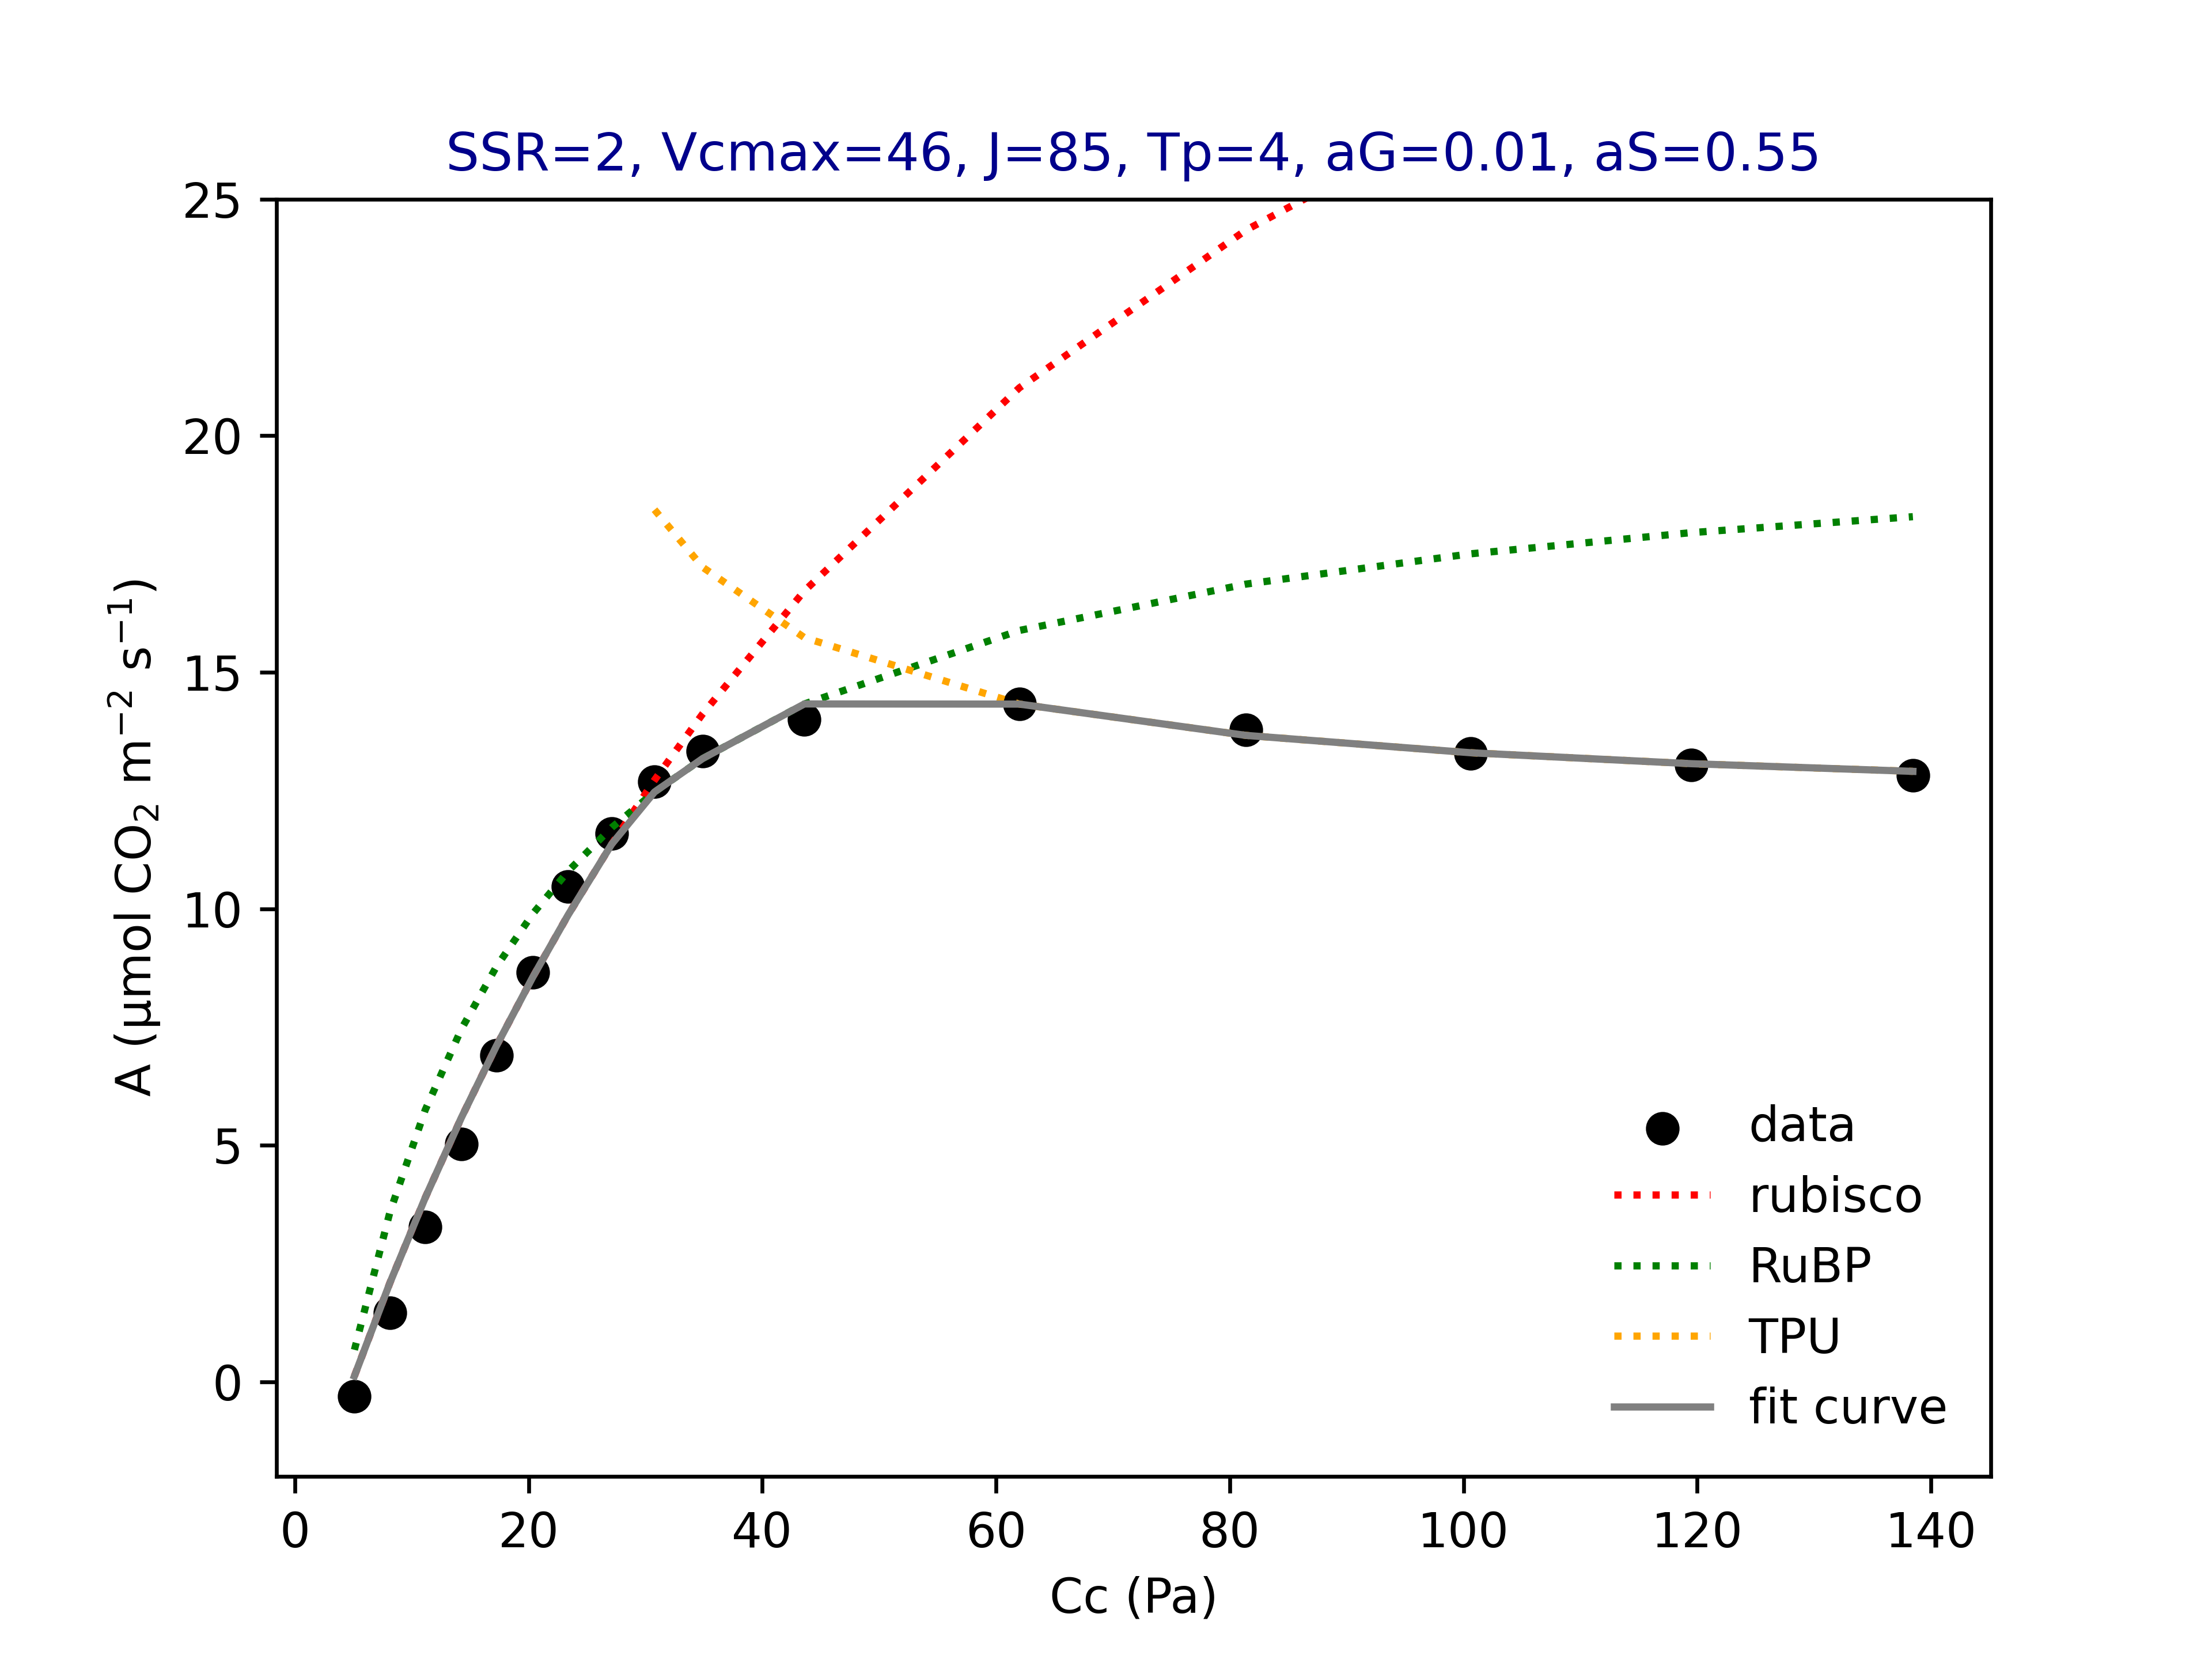 SSR=2, Vcmax=46, J=85, Tp=4, aG=0.01, aS=0.55
25
20
15
10
5
0
A (µmol CO₂ m⁻² s⁻¹)
data
rubisco
RuBP
TPU
fit curve
0 20 40 60 80 100 120 140
Cc (Pa)